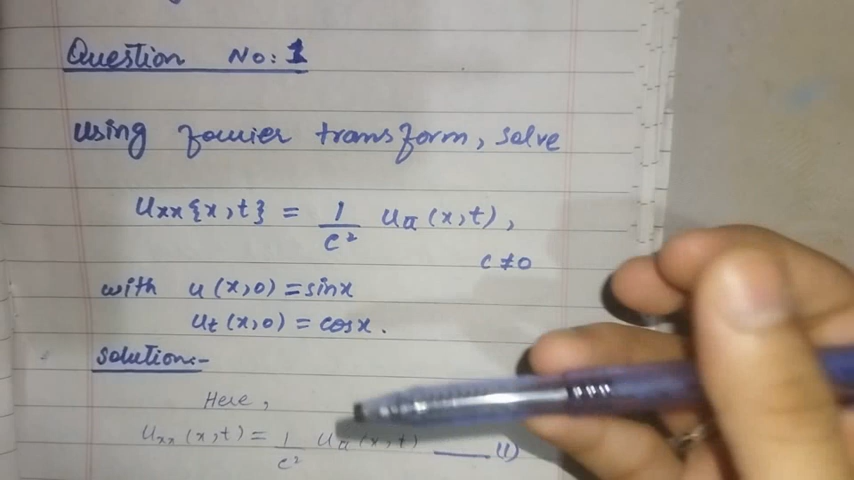 Question No: 1
Using fourier transform, solve
Uxx{x,t} = 1/c² Utt(x,t),
c≠0
with u(x,0) = sinx
Ut(x,0) = cosx.
Solution:-
Here,
Uxx(x,t) = 1/c² Utt(x,t) ——(1)